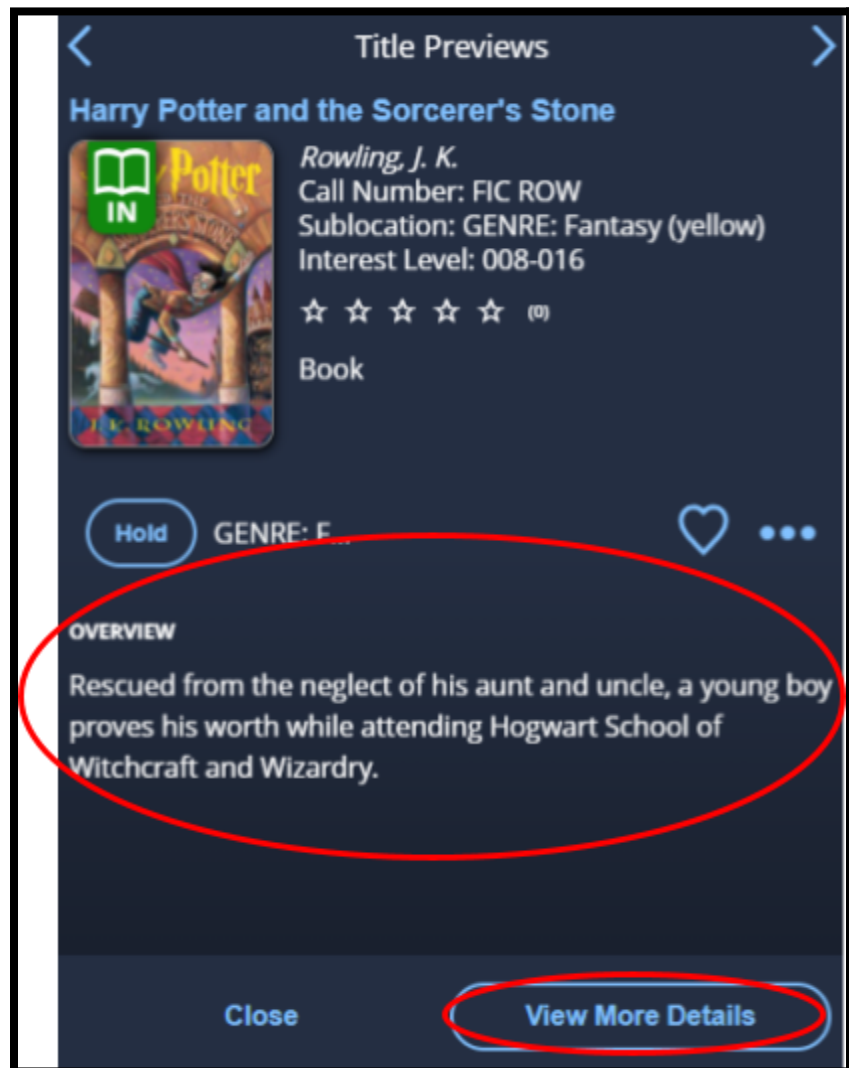 Title Previews
Harry Potter and the Sorcerer's Stone
Rowling, J. K.
Call Number: FIC ROW
Sublocation: GENRE: Fantasy (yellow)
Interest Level: 008-016
(0)
Book
IN
Potter
J. K. ROWLING
Hold GENRE: F...
OVERVIEW
Rescued from the neglect of his aunt and uncle, a young boy
proves his worth while attending Hogwart School of
Witchcraft and Wizardry.
Close View More Details